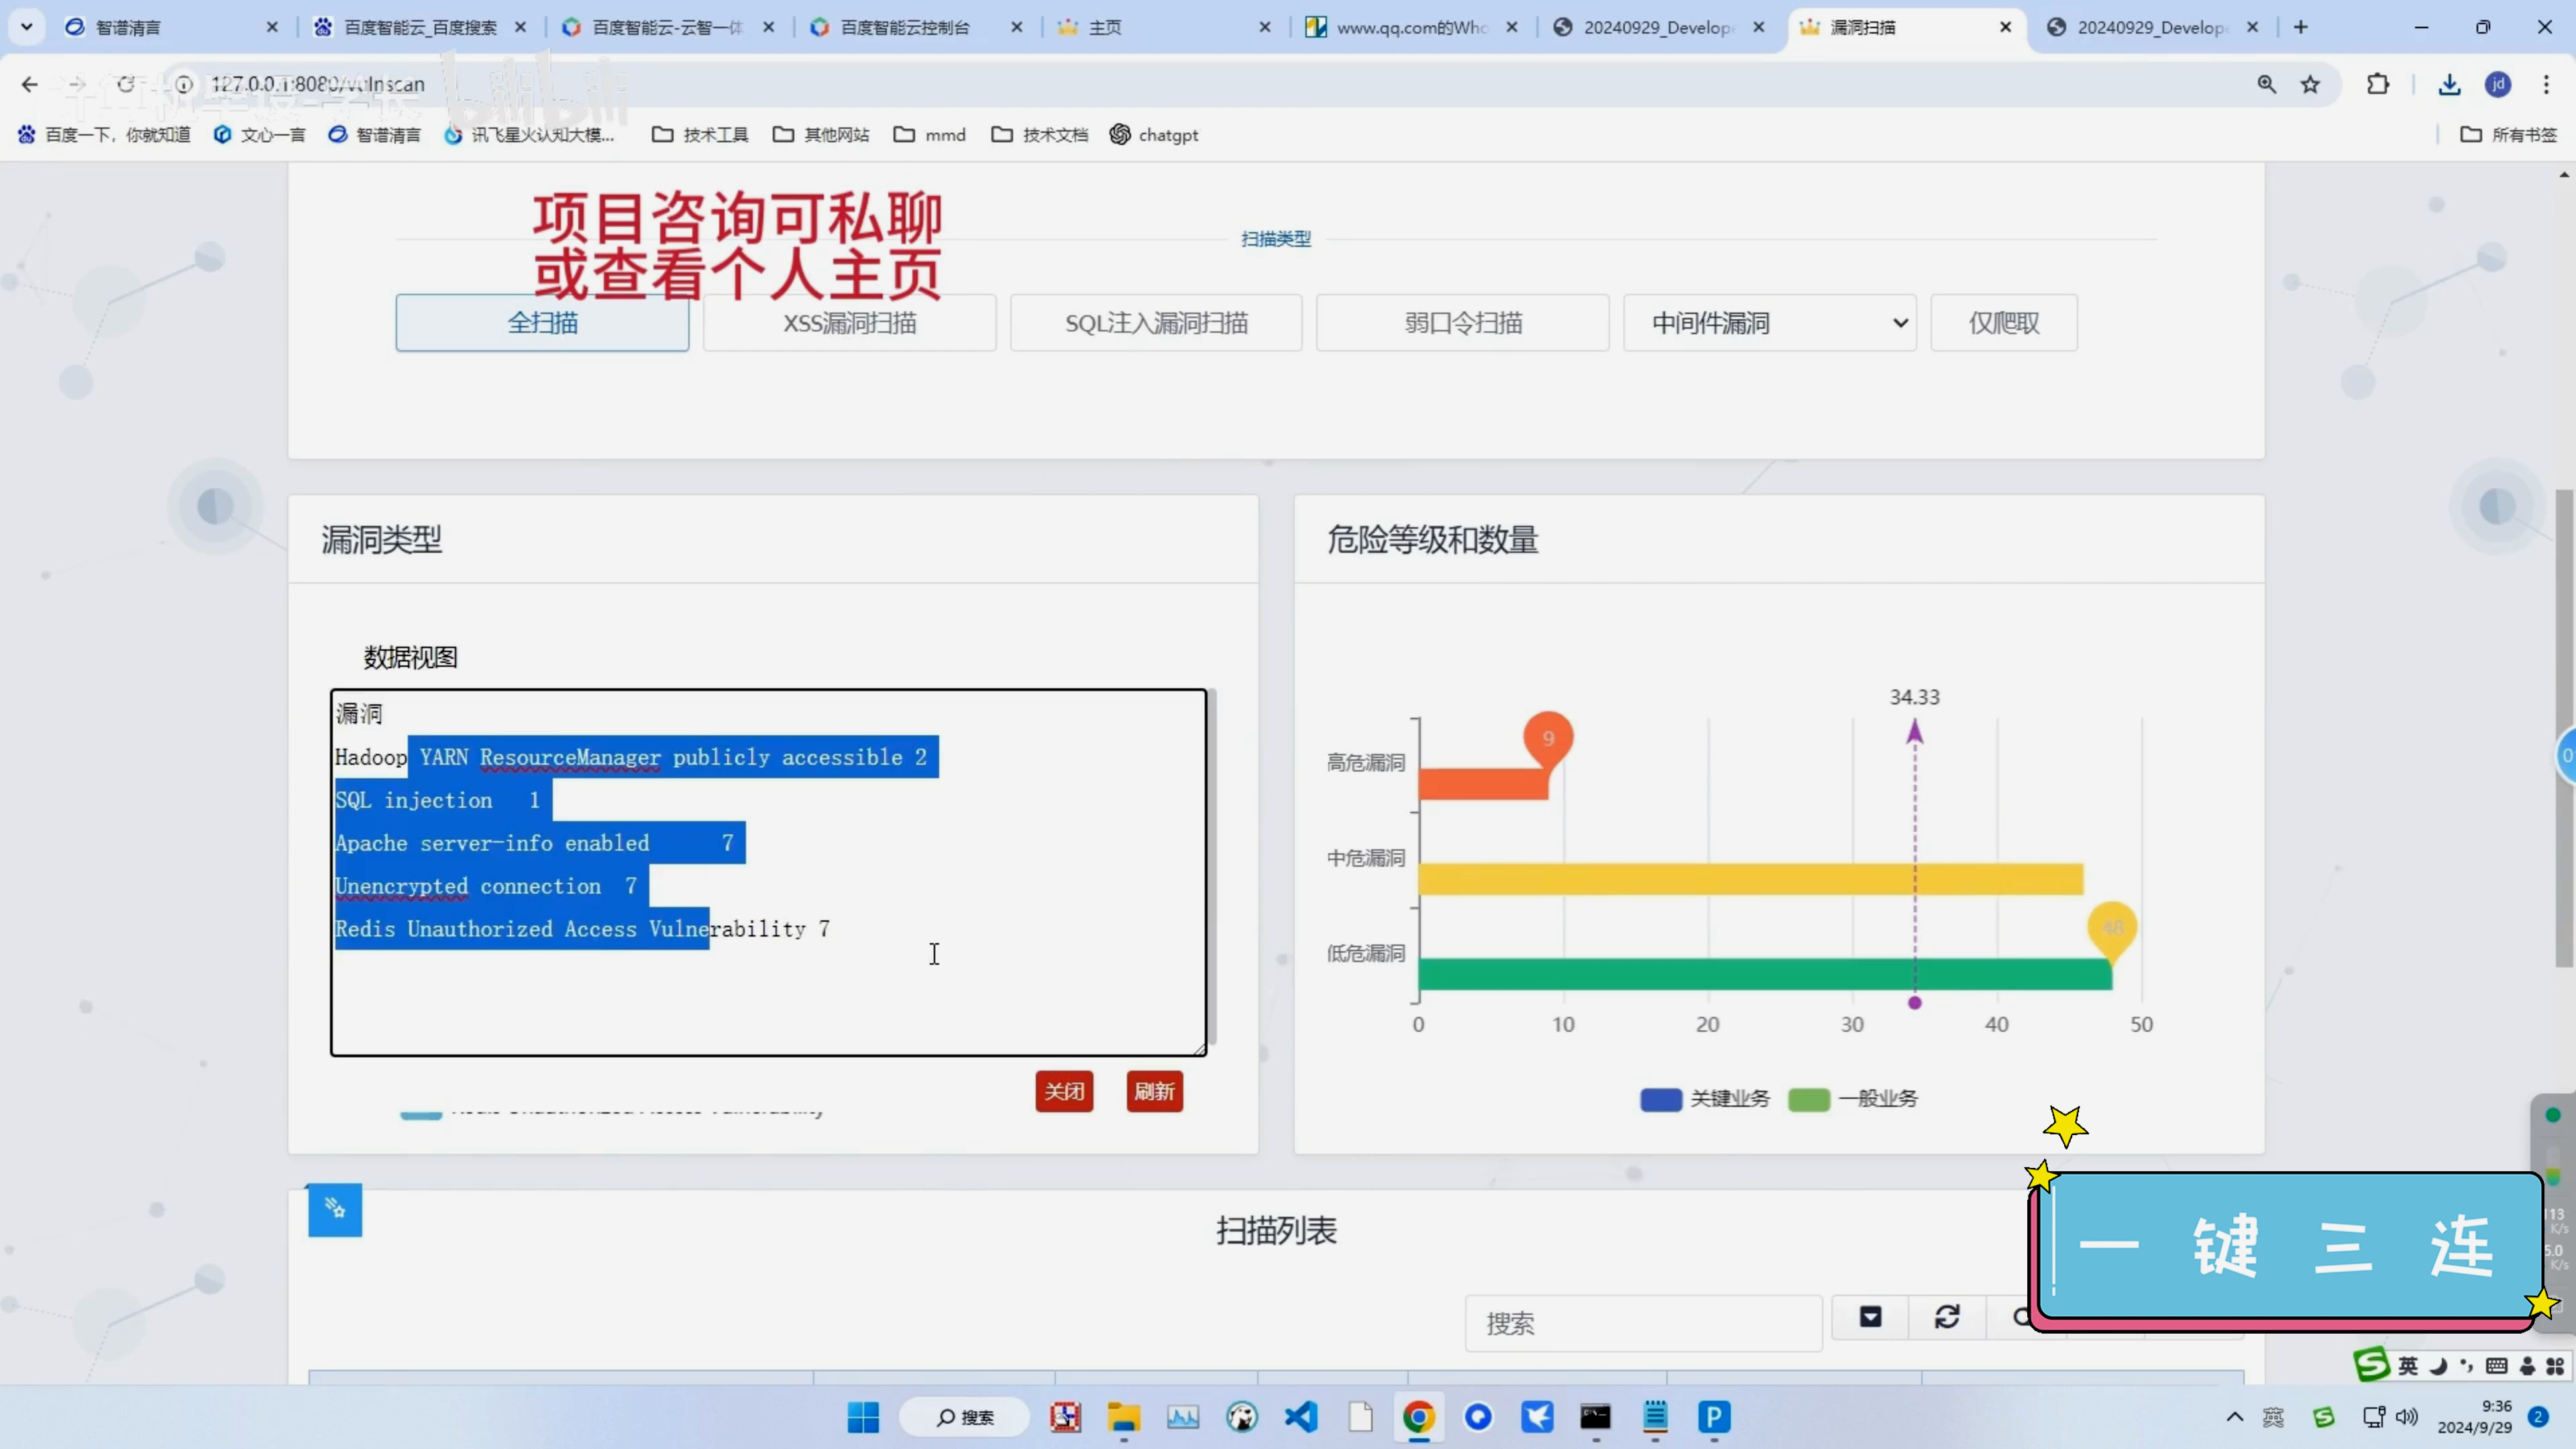 智谱清言
百度智能云_百度搜索
百度智能云-云智一体
百度智能云控制台
主页
www.qq.com的Who
20240929_Develop
漏洞扫描
20240929_Develop
127.0.0.1:8080/vulnscan
bilibili
jd
百度一下，你就知道
文心一言
智谱清言
讯飞星火认知大模...
技术工具
其他网站
mmd
技术文档
chatgpt
所有书签
项目咨询可私聊
或查看个人主页
扫描类型
全扫描
XSS漏洞扫描
SQL注入漏洞扫描
弱口令扫描
中间件漏洞
仅爬取
漏洞类型
危险等级和数量
数据视图
漏洞
Hadoop YARN ResourceManager publicly accessible 2
SQL injection 1
Apache server-info enabled 7
Unencrypted connection 7
Redis Unauthorized Access Vulnerability 7
关闭
刷新
34.33
高危漏洞
9
中危漏洞
低危漏洞
48
0 10 20 30 40 50
关键业务
一般业务
扫描列表
搜索
一键三连
113
K/s
5.0
K/s
英
搜索
英
9:36
2024/9/29
2